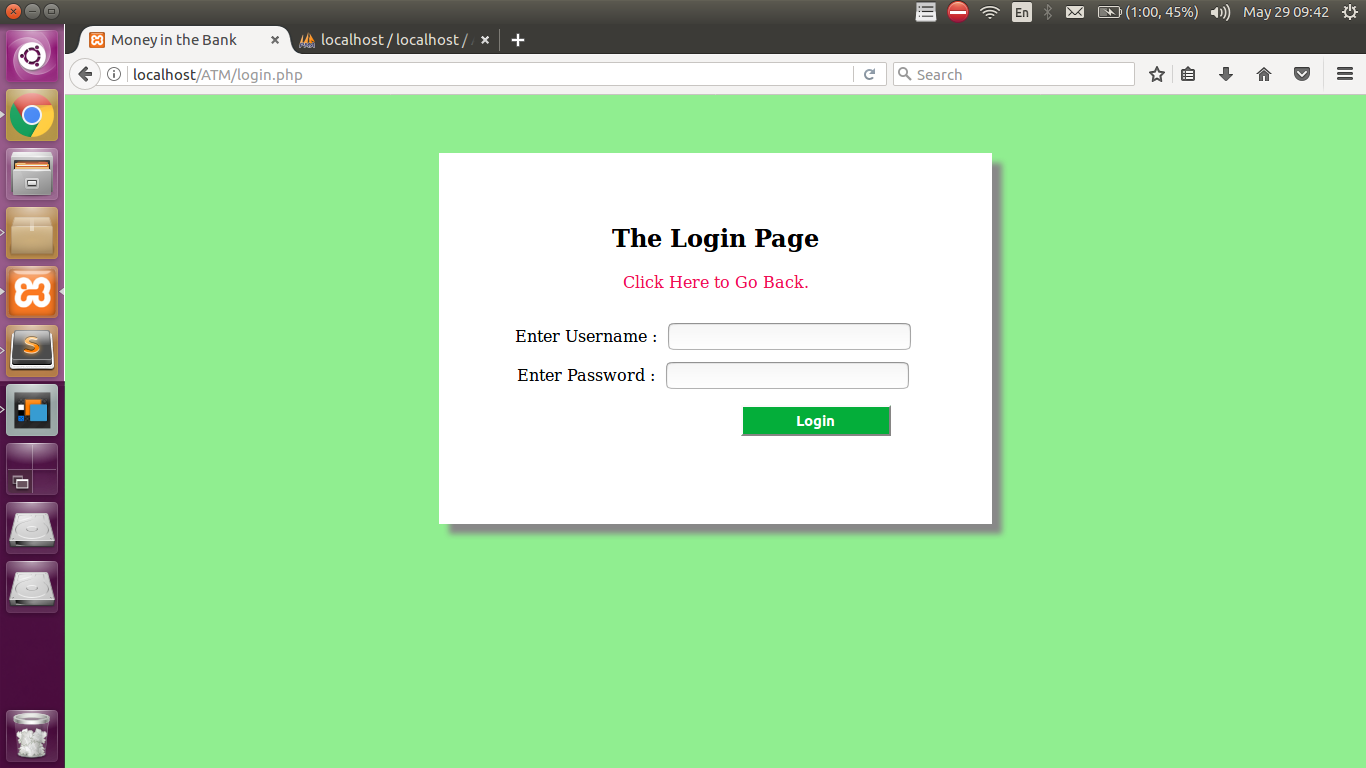 En (1:00, 45%) May 29 09:42
Money in the Bank localhost / localhost /
localhost/ATM/login.php Search
The Login Page
Click Here to Go Back.
Enter Username :
Enter Password :
Login